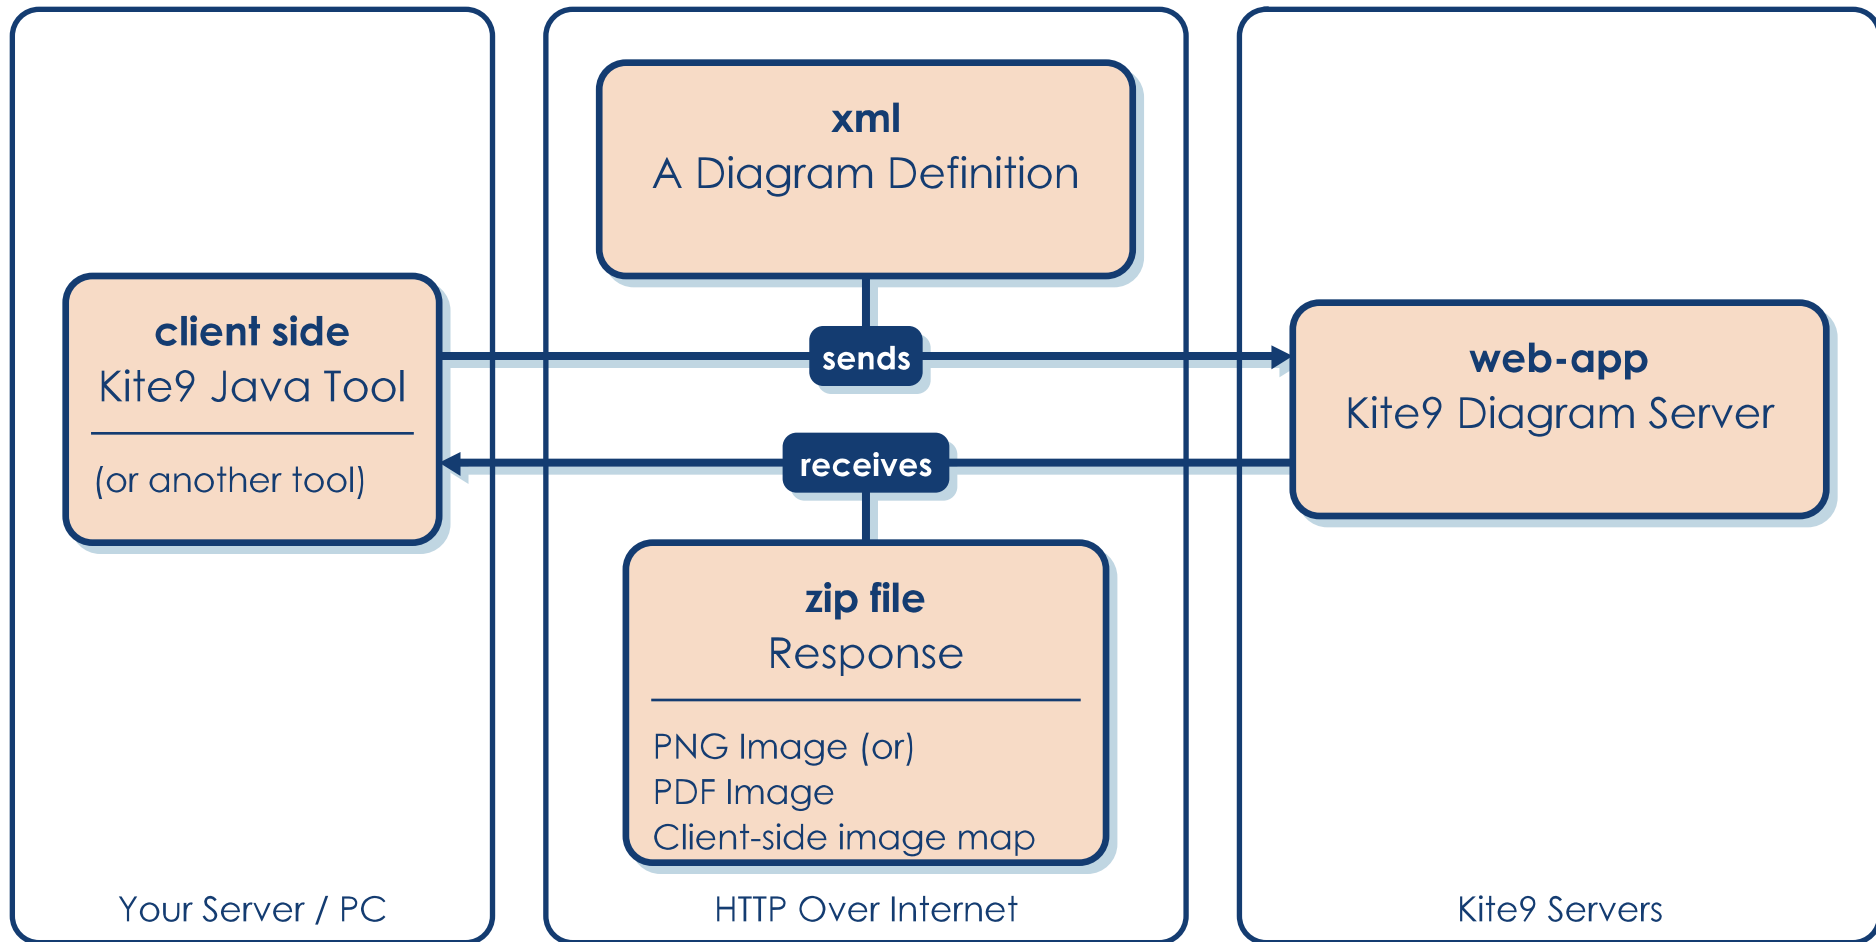 xml
A Diagram Definition
client side
Kite9 Java Tool
(or another tool)
sends
receives
web-app
Kite9 Diagram Server
zip file
Response
PNG Image (or)
PDF Image
Client-side image map
Your Server / PC
HTTP Over Internet
Kite9 Servers